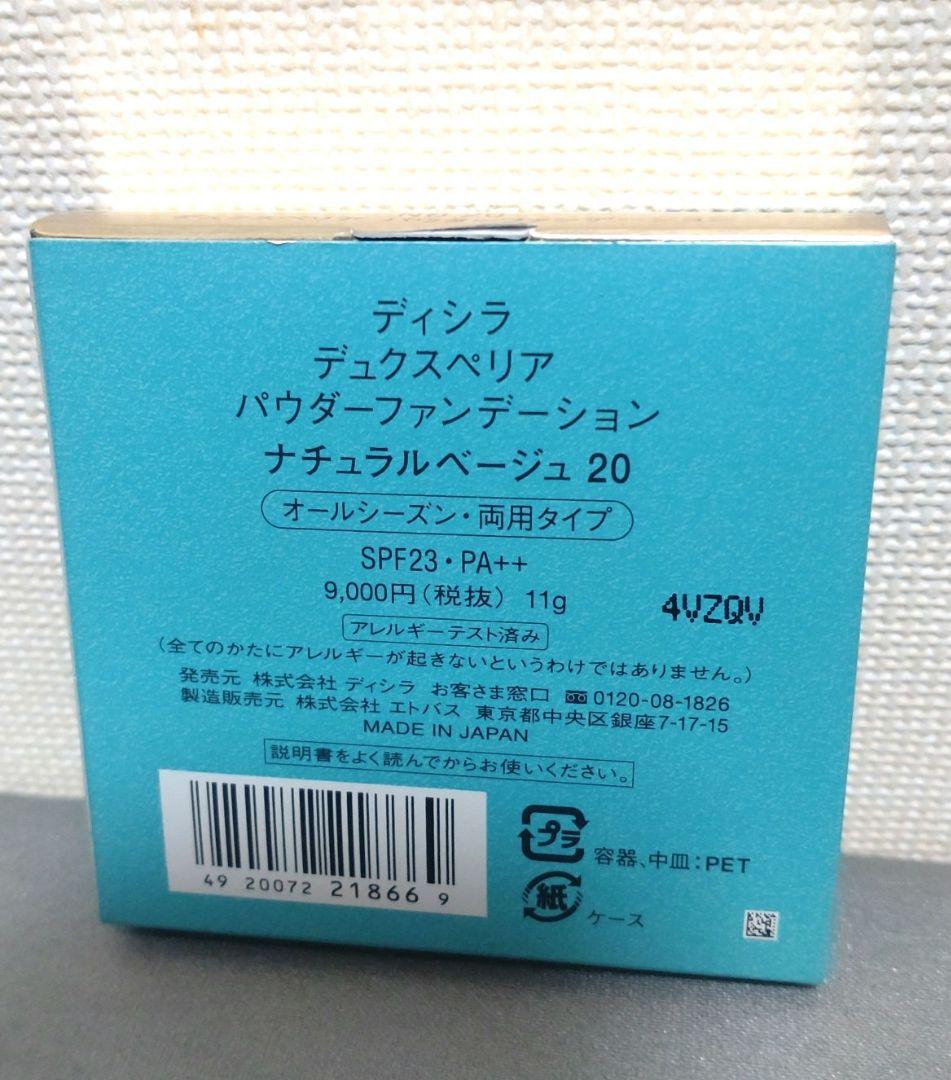 ディシラ
デュクスペリア
パウダーファンデーション
ナチュラルベージュ 20
オールシーズン・両用タイプ
SPF23・PA++
9,000円(税抜) 11g
4VZQV
アレルギーテスト済み
(全てのかたにアレルギーが起きないというわけではありません。)
発売元 株式会社 ディシラ お客さま窓口 0120-08-1826
製造販売元 株式会社 エトバス 東京都中央区銀座7-17-15
MADE IN JAPAN
説明書をよく読んでからお使いください。
プラ 容器、中皿:PET
紙 ケース
49 20072 21866 9